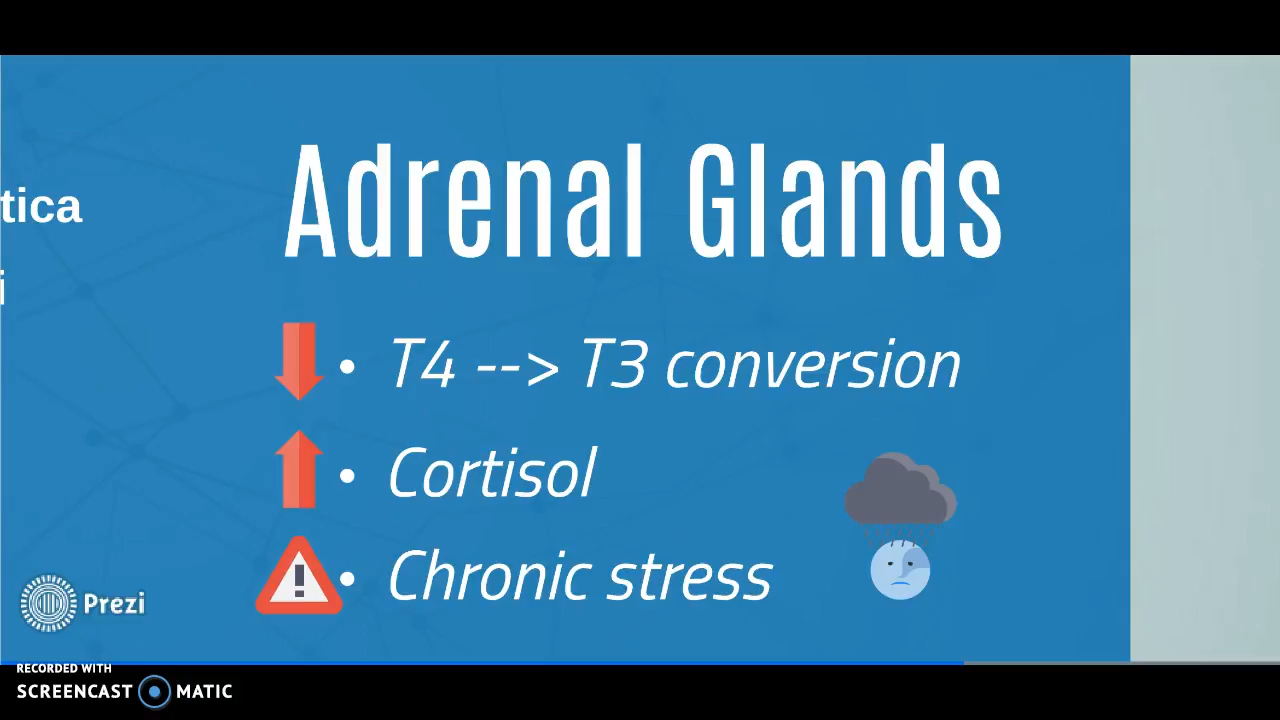 Adrenal Glands
tica
i
• T4 --> T3 conversion
• Cortisol
• Chronic stress
Prezi
RECORDED WITH
SCREENCAST MATIC